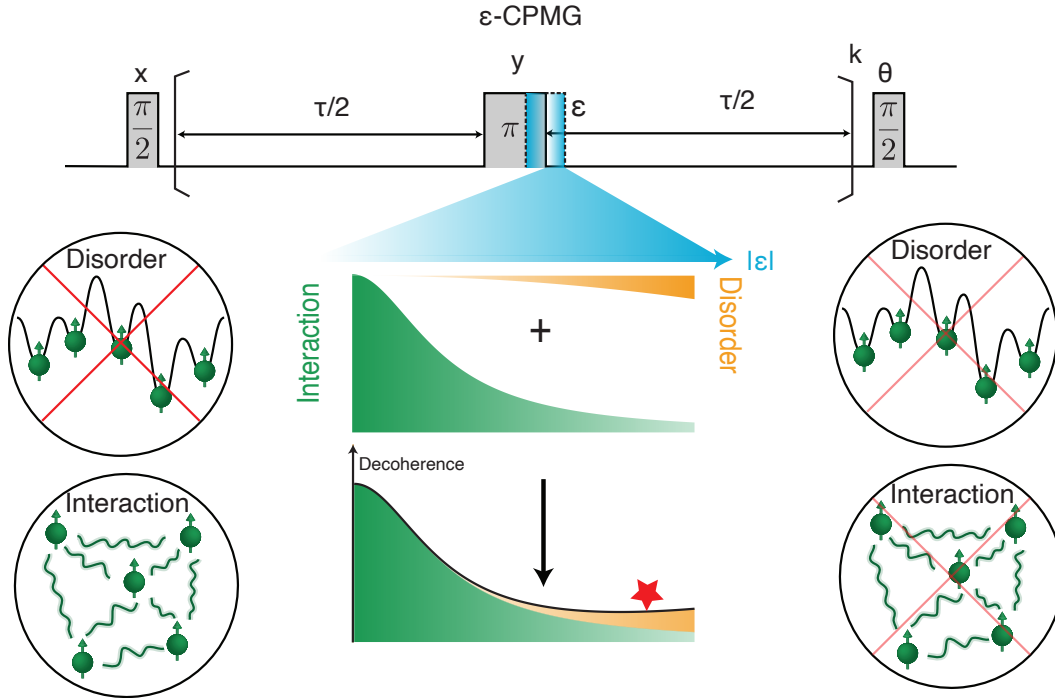 ε-CPMG
x
y
k
θ
π/2
τ/2
π
ε
τ/2
π/2
|ε|
Disorder
Interaction
+
Disorder
Disorder
Decoherence
Interaction
Interaction